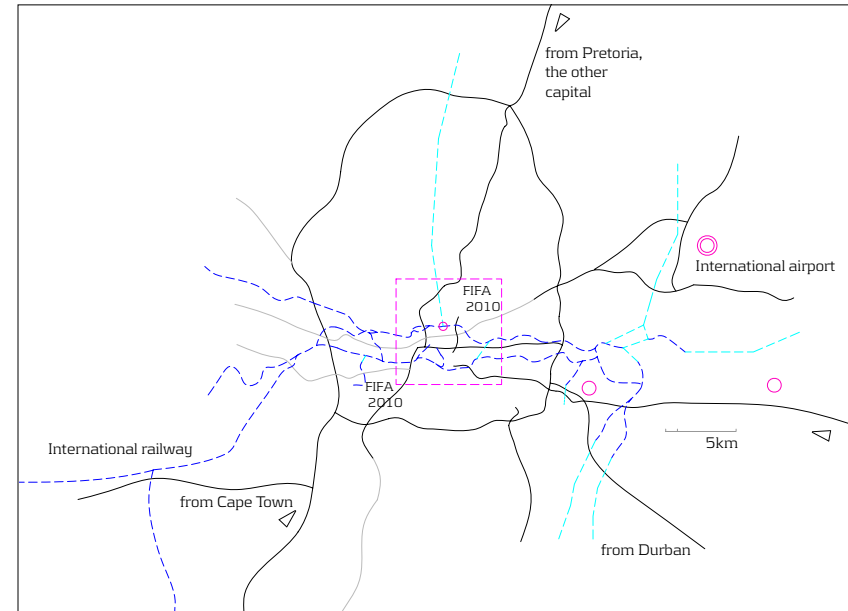 from Pretoria,
the other
capital
International airport
FIFA
2010
FIFA
2010
5km
International railway
from Cape Town
from Durban